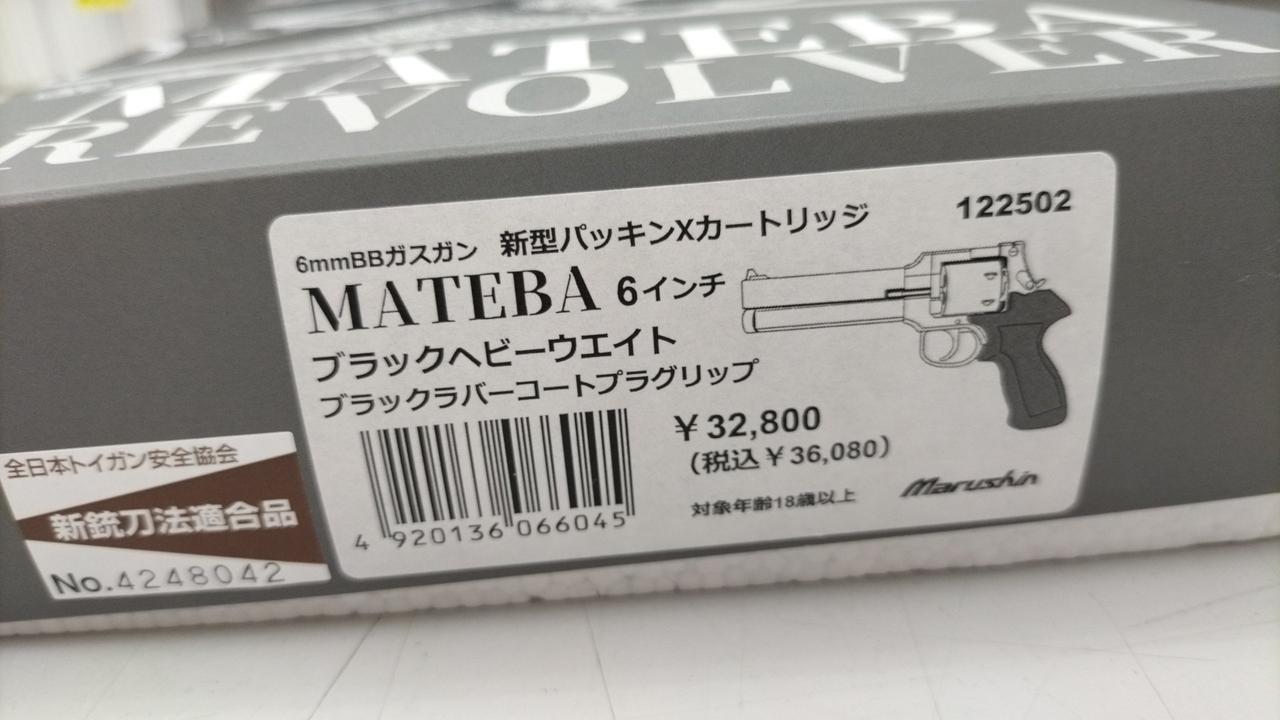 MATEBA
REVOLVER
6mmBBガスガン 新型パッキンXカートリッジ 122502
MATEBA 6インチ
ブラックヘビーウエイト
ブラックラバーコートプラグリップ
¥32,800
(税込¥36,080)
4 920136 066045
対象年齢18歳以上
Marushin
全日本トイガン安全協会
新銃刀法適合品
No.4248042